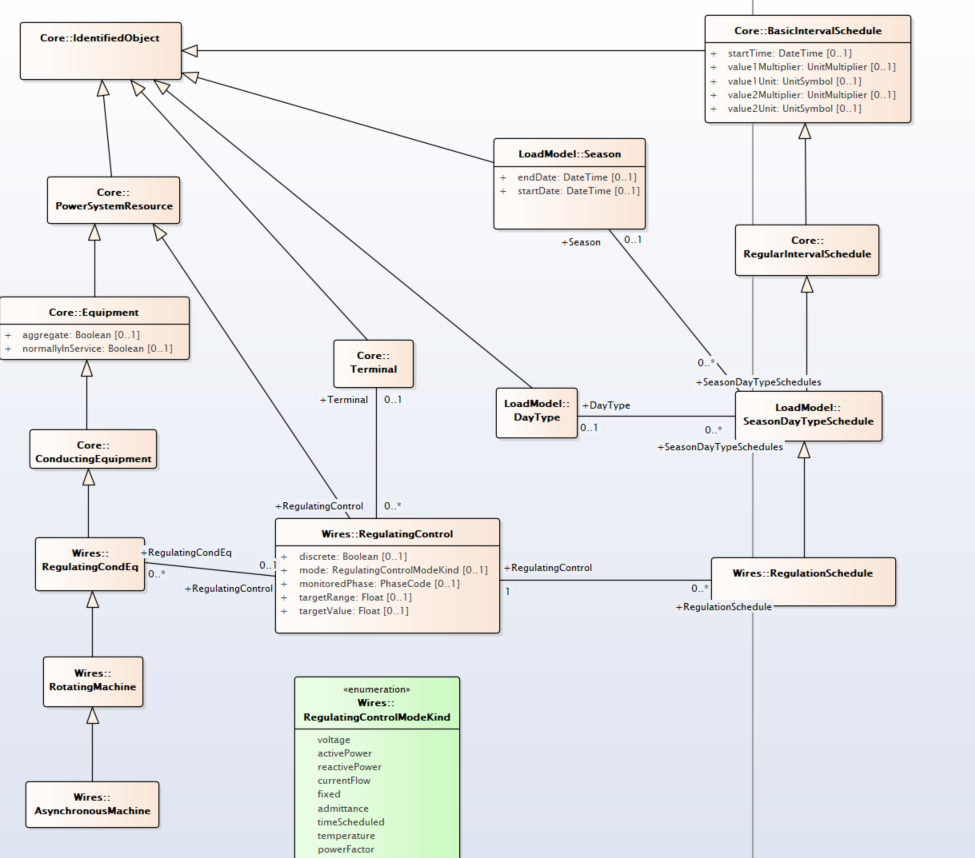 Core::IdentifiedObject
Core::BasicIntervalSchedule
+ startTime: DateTime [0..1]
+ value1Multiplier: UnitMultiplier [0..1]
+ value1Unit: UnitSymbol [0..1]
+ value2Multiplier: UnitMultiplier [0..1]
+ value2Unit: UnitSymbol [0..1]
LoadModel::Season
+ endDate: DateTime [0..1]
+ startDate: DateTime [0..1]
+Season
0..1
Core::
PowerSystemResource
Core::
RegularIntervalSchedule
Core::Equipment
+ aggregate: Boolean [0..1]
+ normallyInService: Boolean [0..1]
Core::
Terminal
+Terminal
0..1
0..*
+SeasonDayTypeSchedules
LoadModel::
DayType
+DayType
0..1
0..*
+SeasonDayTypeSchedules
LoadModel::
SeasonDayTypeSchedule
Core::
ConductingEquipment
+RegulatingControl
0..*
Wires::
RegulatingCondEq
+RegulatingCondEq
0..*
0..1
+RegulatingControl
Wires::RegulatingControl
+ discrete: Boolean [0..1]
+ mode: RegulatingControlModeKind [0..1]
+ monitoredPhase: PhaseCode [0..1]
+ targetRange: Float [0..1]
+ targetValue: Float [0..1]
+RegulatingControl
1
0..*
+RegulationSchedule
Wires::RegulationSchedule
Wires::
RotatingMachine
Wires::
AsynchronousMachine
«enumeration»
Wires::
RegulatingControlModeKind
voltage
activePower
reactivePower
currentFlow
fixed
admittance
timeScheduled
temperature
powerFactor